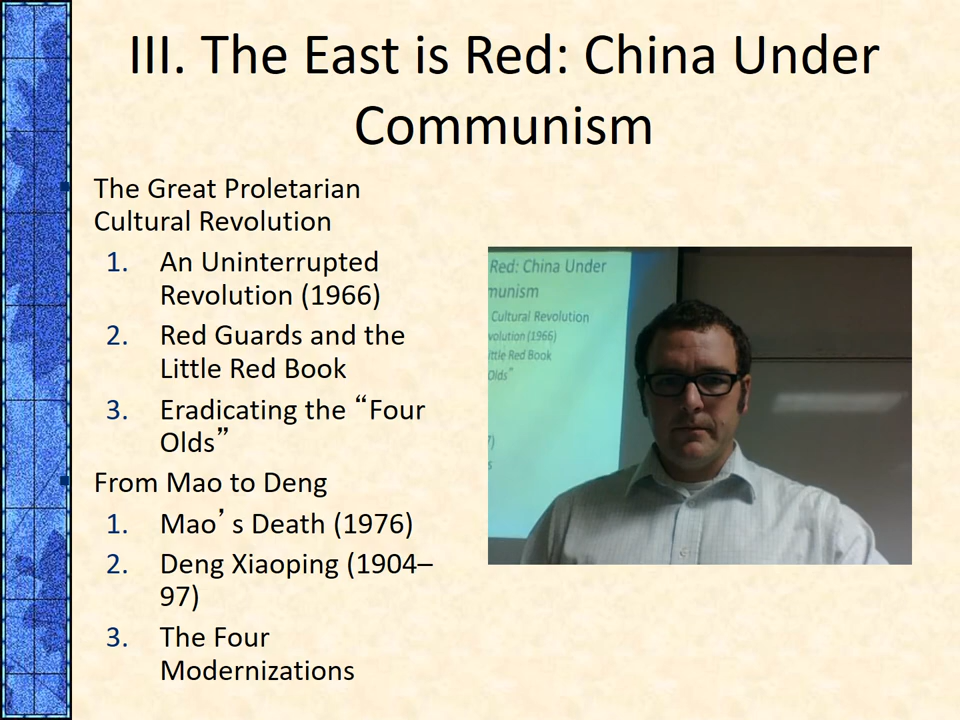 III. The East is Red: China Under
Communism
The Great Proletarian
Cultural Revolution
1. An Uninterrupted
Revolution (1966)
2. Red Guards and the
Little Red Book
3. Eradicating the “Four
Olds”
From Mao to Deng
1. Mao’s Death (1976)
2. Deng Xiaoping (1904–
97)
3. The Four
Modernizations
Red: China Under
munism
Cultural Revolution
volution (1966)
ittle Red Book
Olds”
7)
s